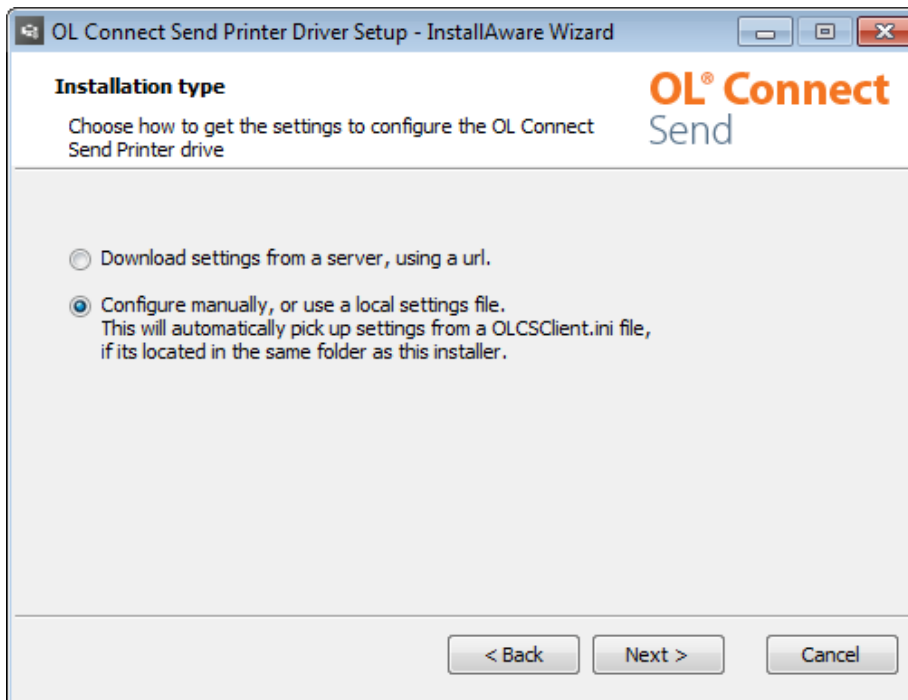 OL Connect Send Printer Driver Setup - InstallAware Wizard
Installation type
Choose how to get the settings to configure the OL Connect
Send Printer drive
OL® Connect
Send
Download settings from a server, using a url.
Configure manually, or use a local settings file.
This will automatically pick up settings from a OLCSClient.ini file,
if its located in the same folder as this installer.
< Back
Next >
Cancel